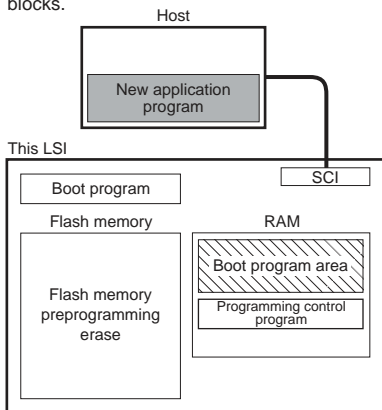 blocks.
Host
New application
program
This LSI
SCI
Boot program
Flash memory
RAM
Flash memory
preprogramming
erase
Boot program area
Programming control
program